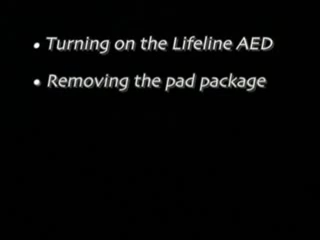 • Turning on the Lifeline AED
• Removing the pad package